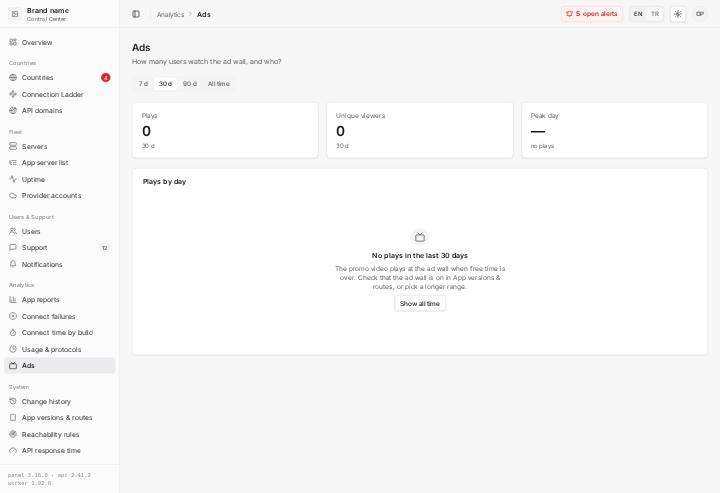 Brand name
Control Center
Overview
Countries
Countries
4
Connection Ladder
API domains
Fleet
Servers
App server list
Uptime
Provider accounts
Users & Support
Users
Support
12
Notifications
Analytics
App reports
Connect failures
Connect time by build
Usage & protocols
Ads
System
Change history
App versions & routes
Reachability rules
API response time
panel 3.18.0 · api 2.41.2
worker 1.92.0
Analytics
Ads
5 open alerts
EN
TR
OP
Ads
How many users watch the ad wall, and who?
7 d
30 d
90 d
All time
Plays
0
30 d
Unique viewers
0
30 d
Peak day
—
no plays
Plays by day
No plays in the last 30 days
The promo video plays at the ad wall when free time is
over. Check that the ad wall is on in App versions &
routes, or pick a longer range.
Show all time